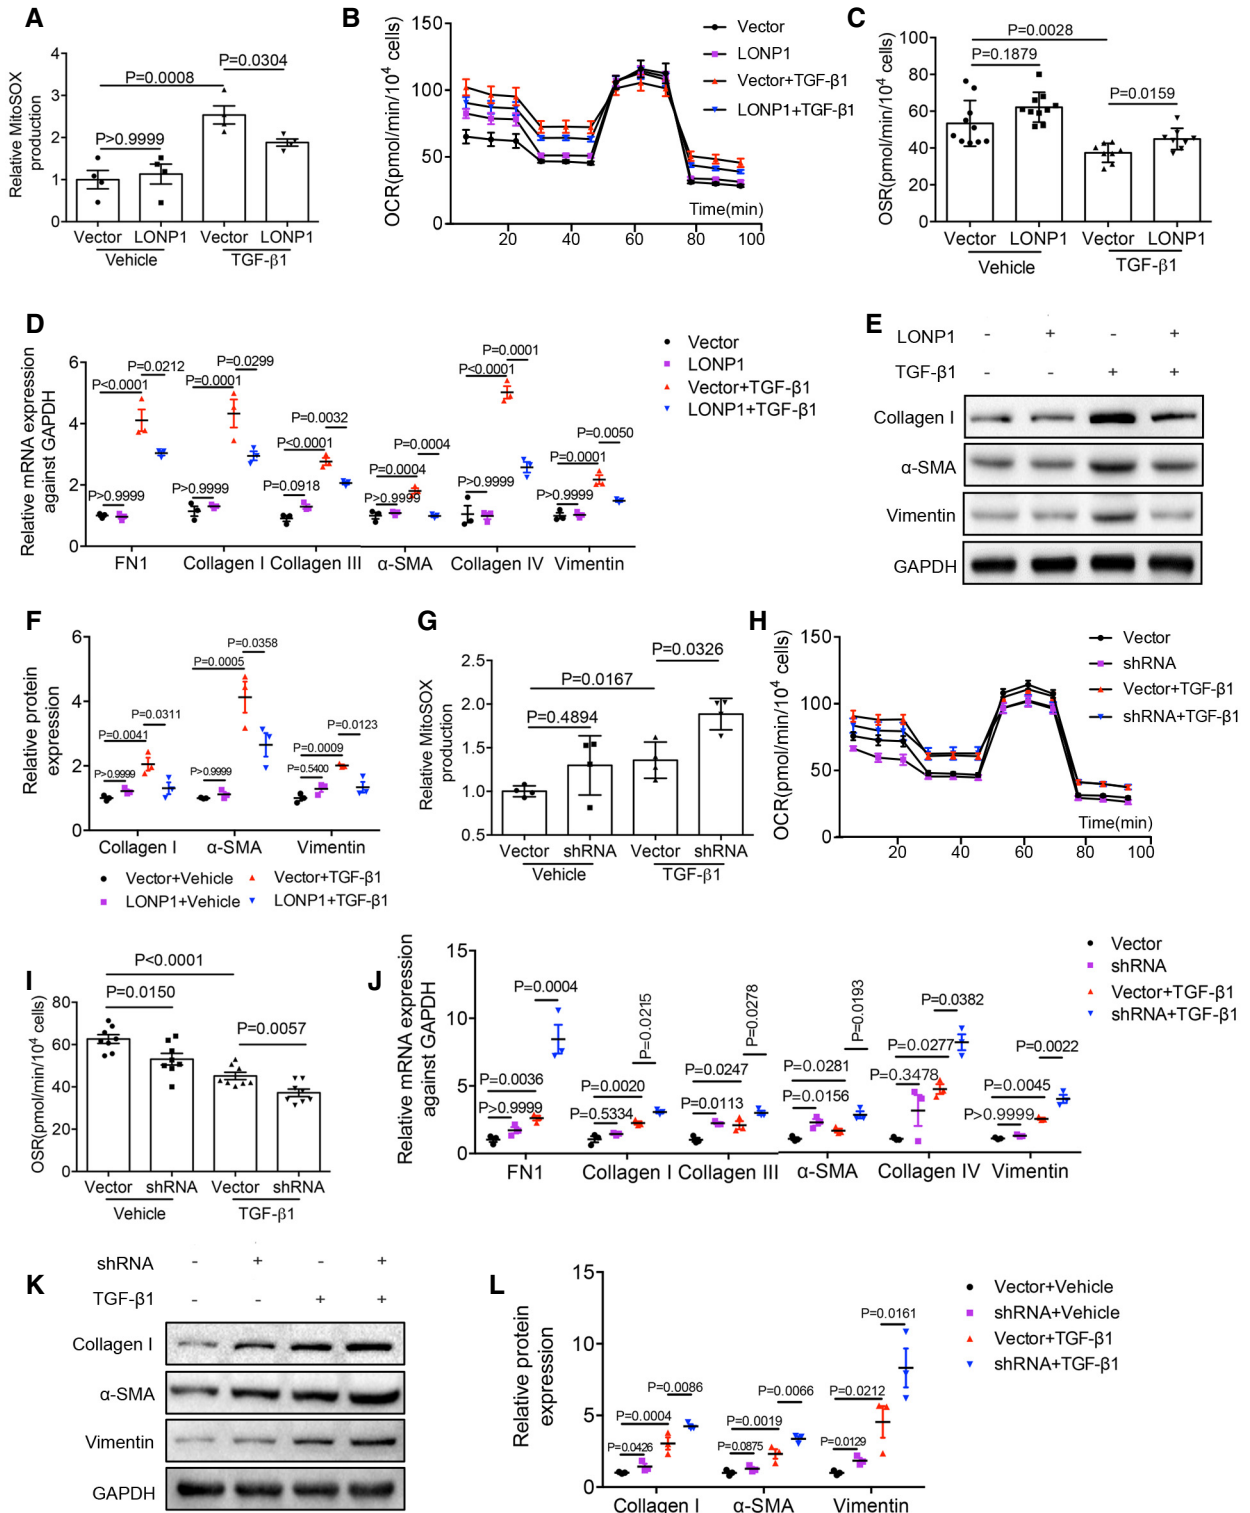 A
Relative MitoSOX
production
4
3
2
1
0
P=0.0008
P=0.0304
P>0.9999
Vector LONP1 Vector LONP1
Vehicle TGF-β1
B
OCR(pmol/min/10⁴ cells)
150
100
50
0
20 40 60 80 100
Time(min)
Vector
LONP1
Vector+TGF-β1
LONP1+TGF-β1
C
OSR(pmol/min/10⁴ cells)
100
80
60
40
20
0
P=0.0028
P=0.1879
P=0.0159
Vector LONP1 Vector LONP1
Vehicle TGF-β1
D
Relative mRNA expression
against GAPDH
6
4
2
0
P=0.0212
P<0.0001
P>0.9999
P=0.0299
P=0.0001
P>0.9999
P=0.0032
P<0.0001
P=0.0918
P=0.0004
P=0.0004
P>0.9999
P=0.0001
P<0.0001
P>0.9999
P=0.0050
P=0.0001
P>0.9999
FN1 Collagen I Collagen III α-SMA Collagen IV Vimentin
Vector
LONP1
Vector+TGF-β1
LONP1+TGF-β1
E
LONP1 - + - +
TGF-β1 - - + +
Collagen I
α-SMA
Vimentin
GAPDH
F
Relative protein
expression
6
4
2
0
P=0.0311
P=0.0041
P>0.9999
P=0.0358
P=0.0005
P>0.9999
P=0.0123
P=0.0009
P=0.5400
Collagen I α-SMA Vimentin
Vector+Vehicle Vector+TGF-β1
LONP1+Vehicle LONP1+TGF-β1
G
Relative MitoSOX
production
2.5
2.0
1.5
1.0
0.5
P=0.0326
P=0.0167
P=0.4894
Vector shRNA Vector shRNA
Vehicle TGF-β1
H
OCR(pmol/min/10⁴ cells)
150
100
50
0
20 40 60 80 100
Time(min)
Vector
shRNA
Vector+TGF-β1
shRNA+TGF-β1
I
OSR(pmol/min/10⁴ cells)
80
60
40
20
0
P<0.0001
P=0.0150
P=0.0057
Vector shRNA Vector shRNA
Vehicle TGF-β1
J
Relative mRNA expression
against GAPDH
15
10
5
0
P=0.0004
P=0.0036
P>0.9999
P=0.0215
P=0.0020
P=0.5334
P=0.0278
P=0.0247
P=0.0113
P=0.0193
P=0.0281
P=0.0156
P=0.0382
P=0.0277
P=0.3478
P=0.0022
P=0.0045
P>0.9999
FN1 Collagen I Collagen III α-SMA Collagen IV Vimentin
Vector
shRNA
Vector+TGF-β1
shRNA+TGF-β1
K
shRNA - + - +
TGF-β1 - - + +
Collagen I
α-SMA
Vimentin
GAPDH
L
Relative protein
expression
15
10
5
0
P=0.0086
P=0.0004
P=0.0426
P=0.0066
P=0.0019
P=0.0875
P=0.0161
P=0.0212
P=0.0129
Collagen I α-SMA Vimentin
Vector+Vehicle
shRNA+Vehicle
Vector+TGF-β1
shRNA+TGF-β1